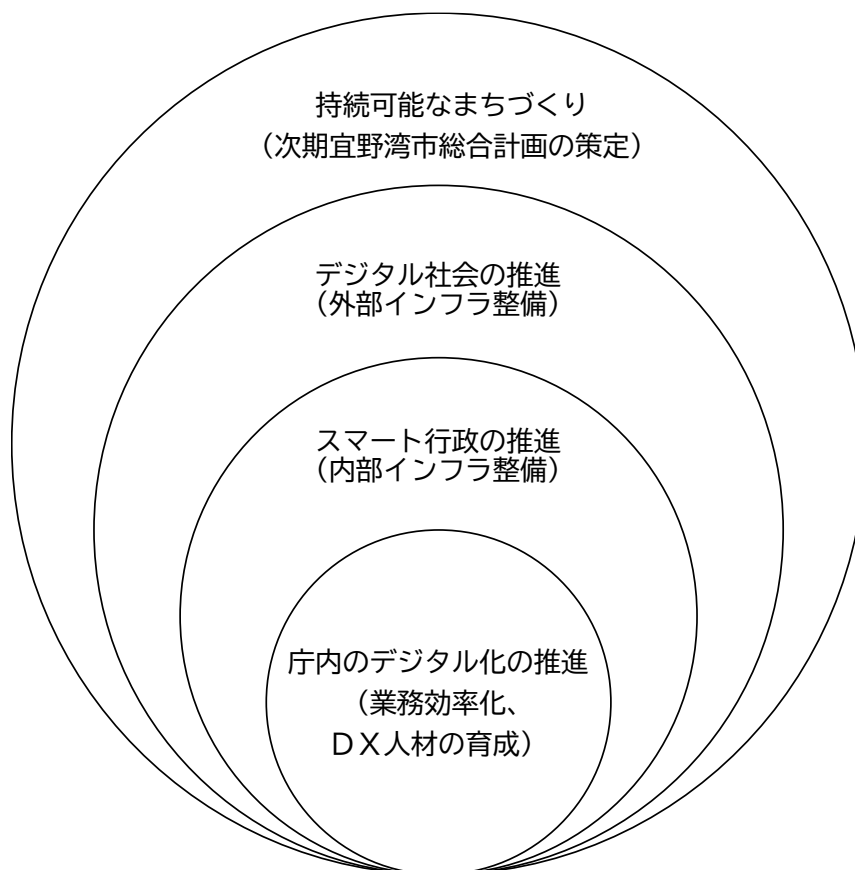 持続可能なまちづくり
（次期宜野湾市総合計画の策定）
デジタル社会の推進
（外部インフラ整備）
スマート行政の推進
（内部インフラ整備）
庁内のデジタル化の推進
（業務効率化、
ＤＸ人材の育成）